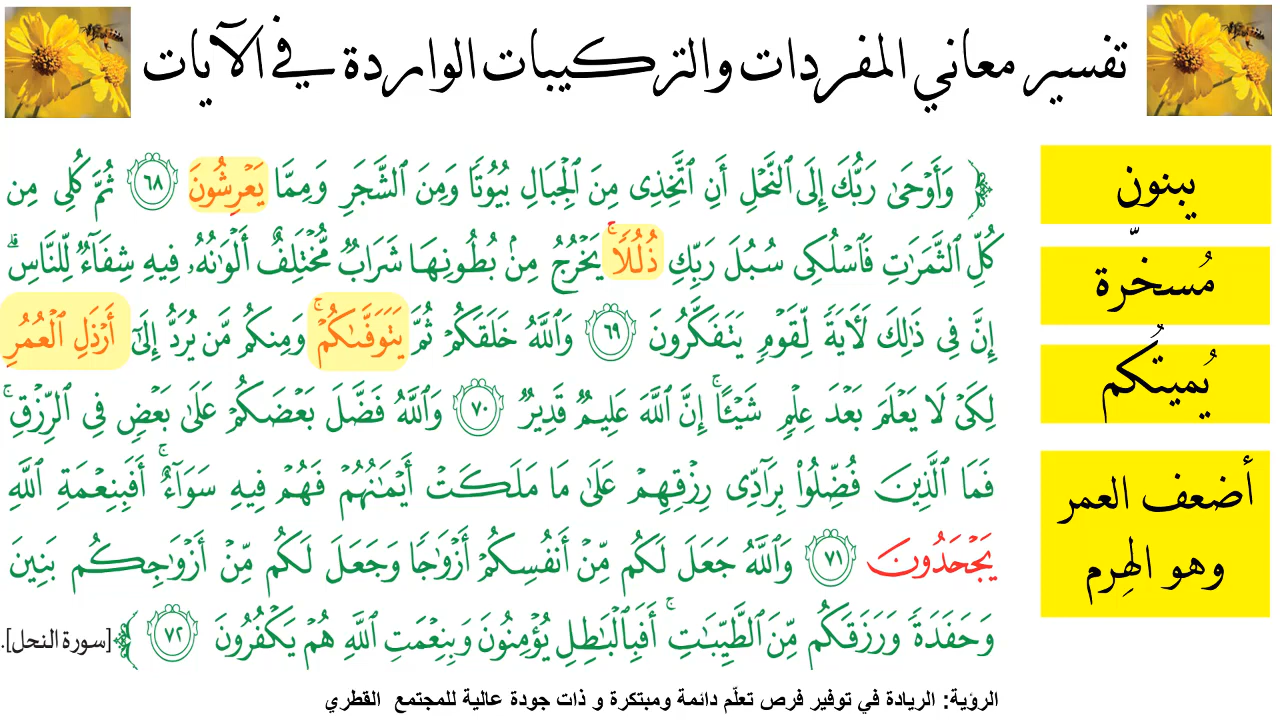 تفسير معاني المفردات والتركيبات الواردة في الآيات
﴿ وَأَوْحَىٰ رَبُّكَ إِلَى ٱلنَّحْلِ أَنِ ٱتَّخِذِى مِنَ ٱلْجِبَالِ بُيُوتًا وَمِنَ ٱلشَّجَرِ وَمِمَّا يَعْرِشُونَ ٦٨ ثُمَّ كُلِى مِن
كُلِّ ٱلثَّمَرَٰتِ فَٱسْلُكِى سُبُلَ رَبِّكِ ذُلُلًا ۚ يَخْرُجُ مِنۢ بُطُونِهَا شَرَابٌ مُّخْتَلِفٌ أَلْوَٰنُهُۥ فِيهِ شِفَآءٌ لِّلنَّاسِ ۗ
إِنَّ فِى ذَٰلِكَ لَءَايَةً لِّقَوْمٍ يَتَفَكَّرُونَ ٦٩ وَٱللَّهُ خَلَقَكُمْ ثُمَّ يَتَوَفَّىٰكُمْ ۚ وَمِنكُم مَّن يُرَدُّ إِلَىٰٓ أَرْذَلِ ٱلْعُمُرِ
لِكَىْ لَا يَعْلَمَ بَعْدَ عِلْمٍ شَيْـًٔا ۚ إِنَّ ٱللَّهَ عَلِيمٌ قَدِيرٌ ٧٠ وَٱللَّهُ فَضَّلَ بَعْضَكُمْ عَلَىٰ بَعْضٍ فِى ٱلرِّزْقِ ۚ
فَمَا ٱلَّذِينَ فُضِّلُوا۟ بِرَآدِّى رِزْقِهِمْ عَلَىٰ مَا مَلَكَتْ أَيْمَٰنُهُمْ فَهُمْ فِيهِ سَوَآءٌ ۚ أَفَبِنِعْمَةِ ٱللَّهِ
يَجْحَدُونَ ٧١ وَٱللَّهُ جَعَلَ لَكُم مِّنْ أَنفُسِكُمْ أَزْوَٰجًا وَجَعَلَ لَكُم مِّنْ أَزْوَٰجِكُم بَنِينَ
وَحَفَدَةً وَرَزَقَكُم مِّنَ ٱلطَّيِّبَٰتِ ۚ أَفَبِٱلْبَٰطِلِ يُؤْمِنُونَ وَبِنِعْمَتِ ٱللَّهِ هُمْ يَكْفُرُونَ ٧٢ ﴾ [سورة النحل].
يبنون
مُسخّرة
يُميتُكم
أضعف العمر
وهو الهِرم
الرؤية: الريادة في توفير فرص تعلّم دائمة ومبتكرة و ذات جودة عالية للمجتمع القطري